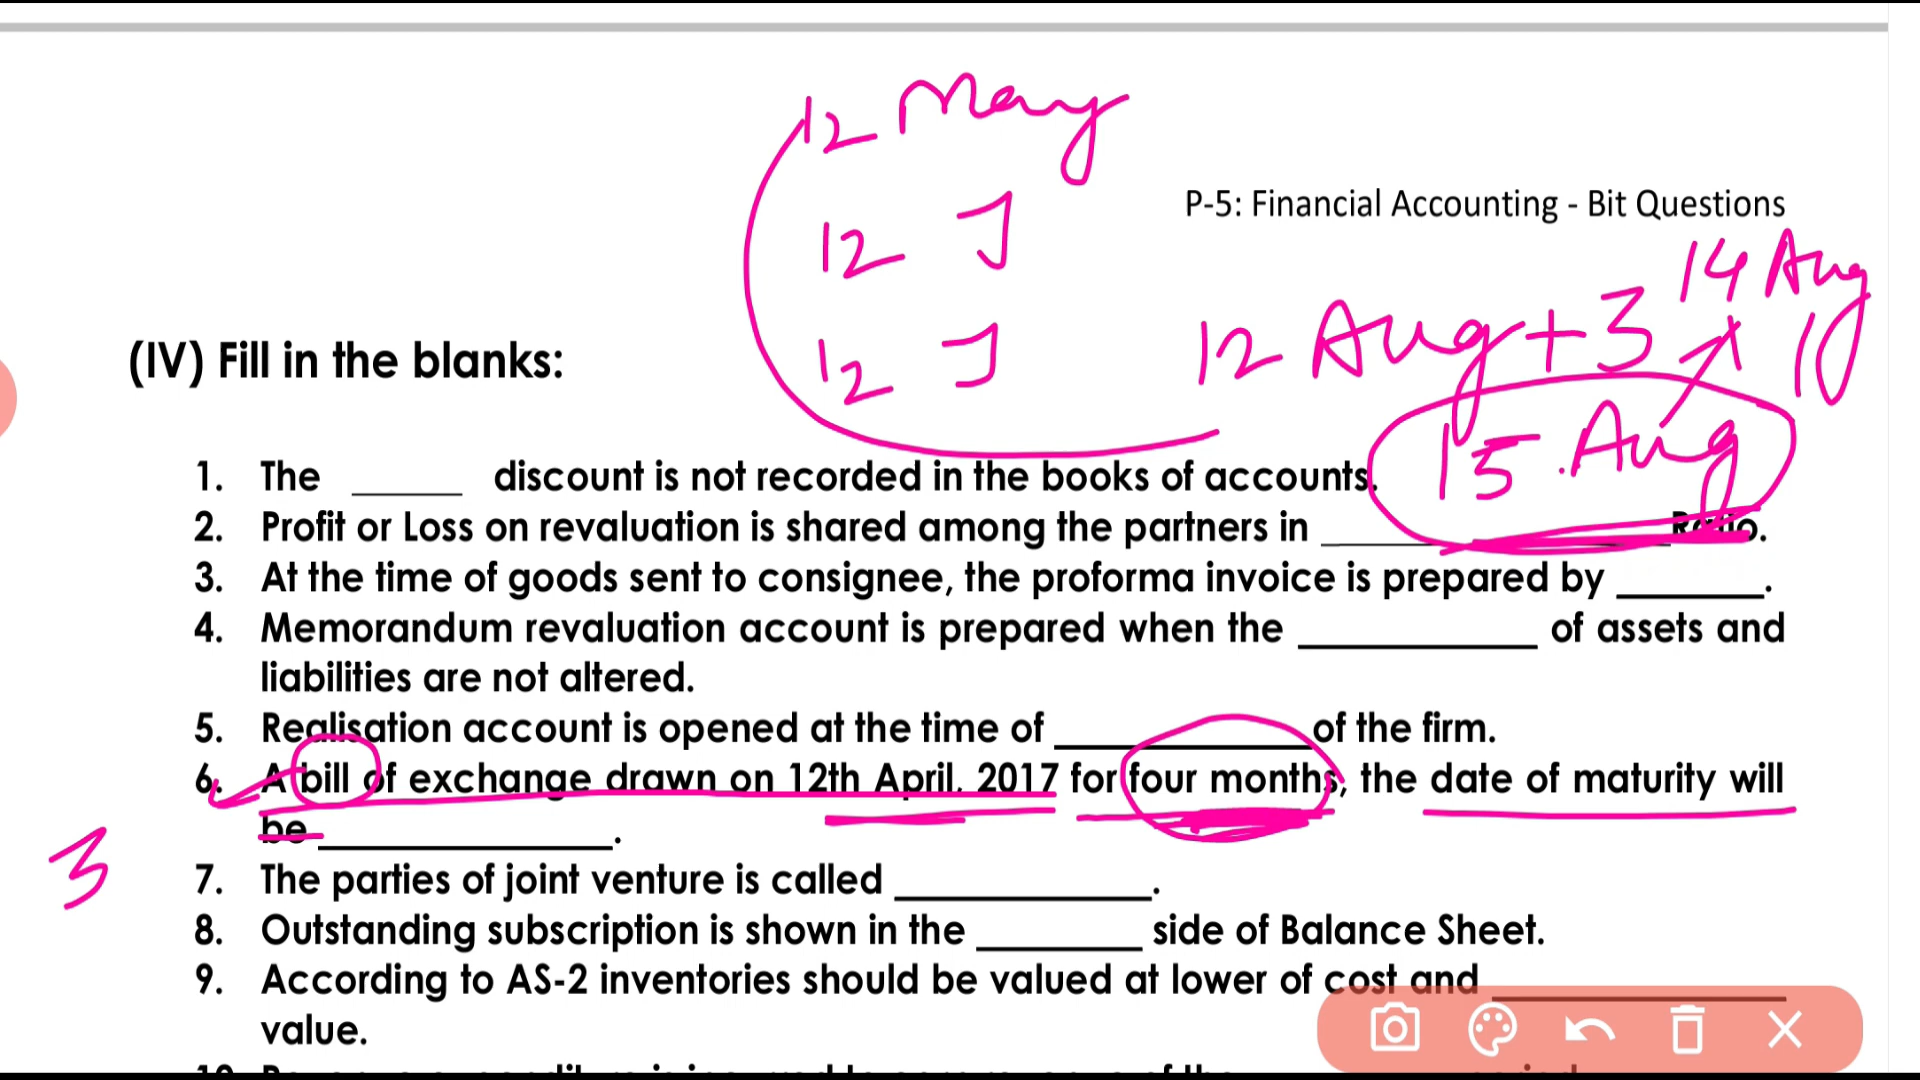 12 May
P-5: Financial Accounting - Bit Questions
12 J
14 Aug
12 Aug + 3
(IV) Fill in the blanks:
12 J
15 Aug
1. The ______ discount is not recorded in the books of accounts.
2. Profit or Loss on revaluation is shared among the partners in ______ Ratio.
3. At the time of goods sent to consignee, the proforma invoice is prepared by ______.
4. Memorandum revaluation account is prepared when the ______ of assets and
liabilities are not altered.
5. Realisation account is opened at the time of ______ of the firm.
6. A bill of exchange drawn on 12th April, 2017 for four months, the date of maturity will
be ______.
3
7. The parties of joint venture is called ______.
8. Outstanding subscription is shown in the ______ side of Balance Sheet.
9. According to AS-2 inventories should be valued at lower of cost and ______
value.